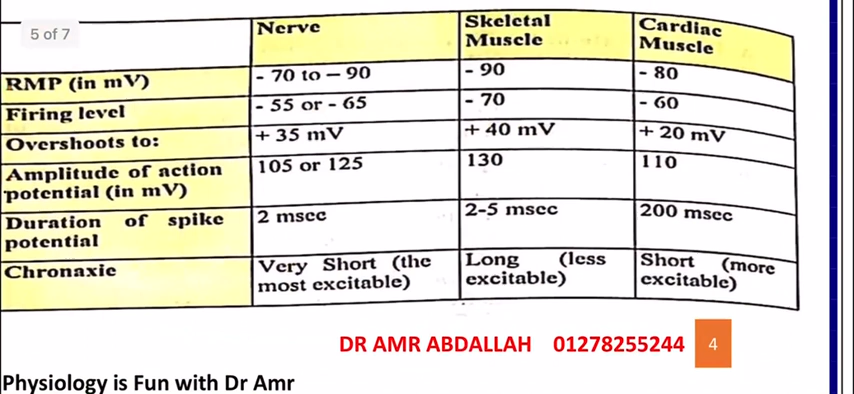 5 of 7
Nerve
Skeletal
Muscle
Cardiac
Muscle
RMP (in mV)
- 70 to – 90
- 90
- 80
Firing level
- 55 or - 65
- 70
- 60
Overshoots to:
+ 35 mV
+ 40 mV
+ 20 mV
Amplitude of action
potential (in mV)
105 or 125
130
110
Duration of spike
potential
2 msec
2-5 msec
200 msec
Chronaxie
Very Short (the
most excitable)
Long (less
excitable)
Short (more
excitable)
DR AMR ABDALLAH 01278255244
4
Physiology is Fun with Dr Amr